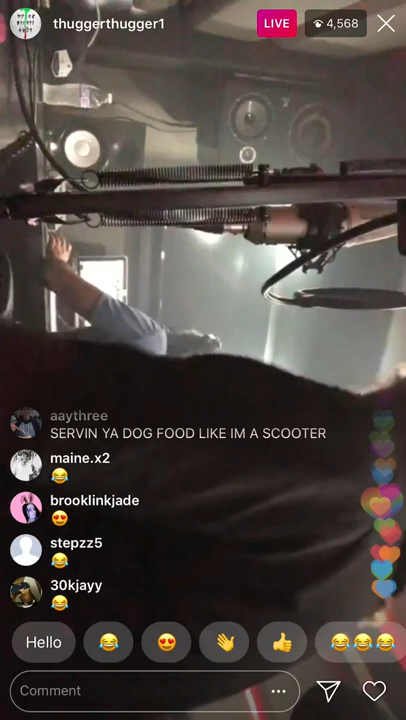 thuggerthugger1
LIVE
4,568
aaythree
SERVIN YA DOG FOOD LIKE IM A SCOOTER
maine.x2
😂
brooklinkjade
😍
stepzz5
😂
30kjayy
😂
Hello 😂 😍 👋 👍 😂😂😂
Comment